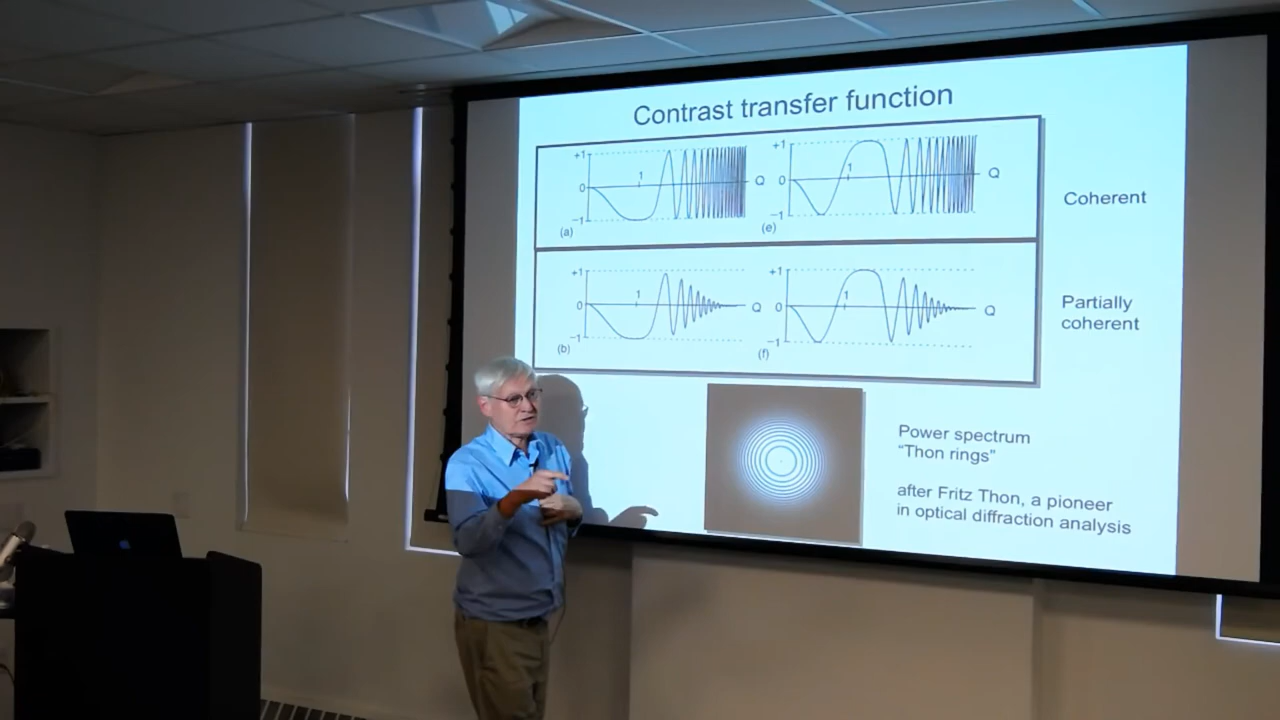 Contrast transfer function
+1
0
−1
1
Q
(a)
+1
0
−1
1
Q
(e)
Coherent
+1
0
−1
1
Q
(b)
+1
0
−1
1
Q
(f)
Partially
coherent
Power spectrum
“Thon rings”
after Fritz Thon, a pioneer
in optical diffraction analysis